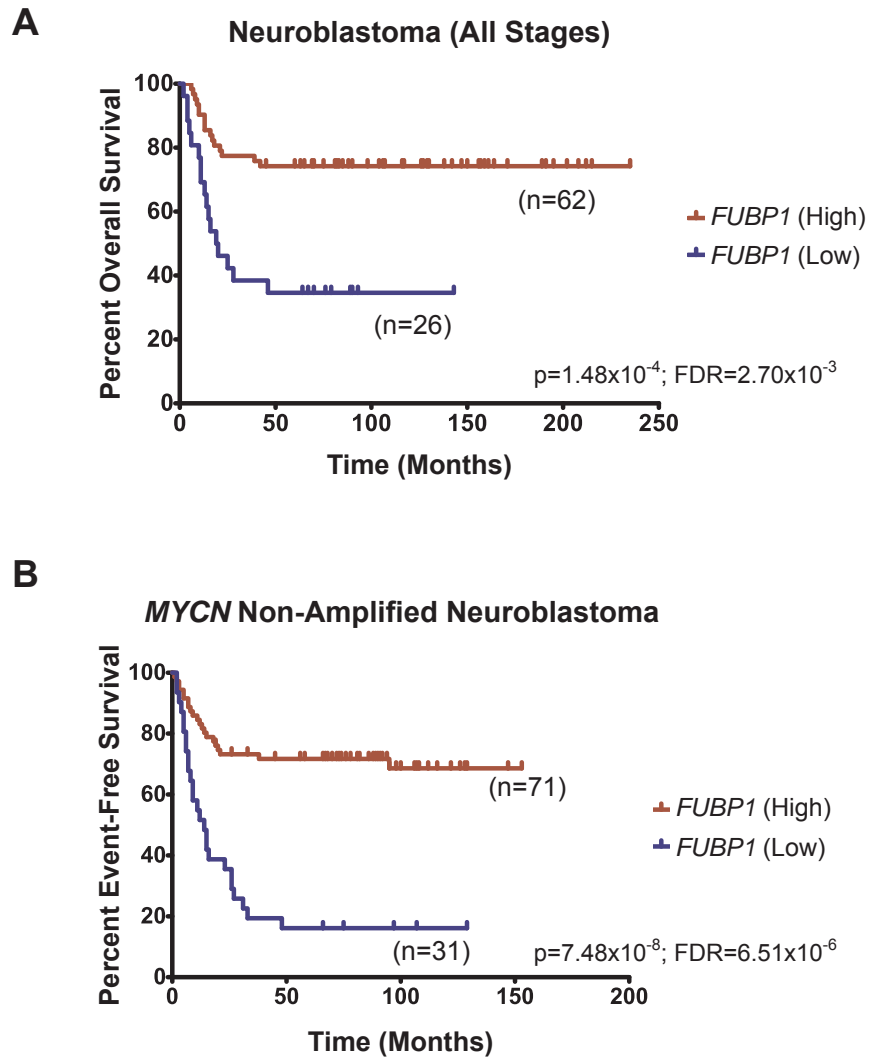 A
Neuroblastoma (All Stages)
Percent Overall Survival
100
80
60
40
20
0
0 50 100 150 200 250
Time (Months)
(n=62)
(n=26)
FUBP1 (High)
FUBP1 (Low)
p=1.48x10⁻⁴; FDR=2.70x10⁻³
B
MYCN Non-Amplified Neuroblastoma
Percent Event-Free Survival
100
80
60
40
20
0
0 50 100 150 200
Time (Months)
(n=71)
(n=31)
FUBP1 (High)
FUBP1 (Low)
p=7.48x10⁻⁸; FDR=6.51x10⁻⁶